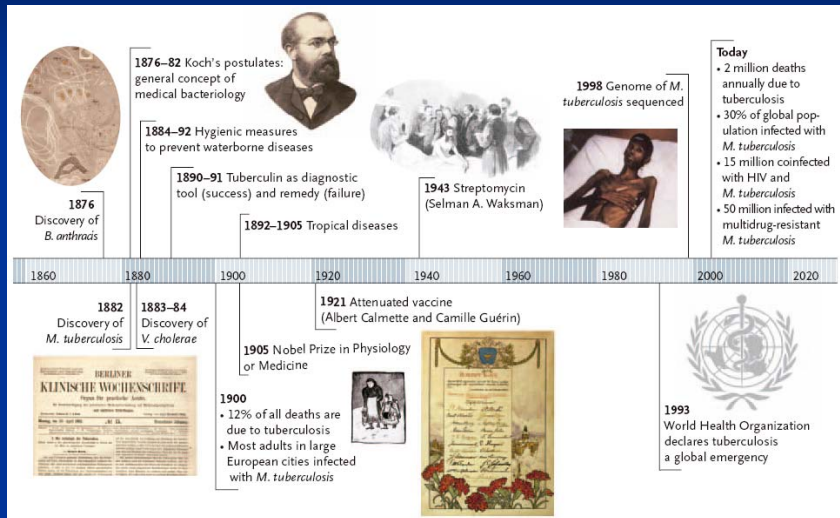 1876–82 Koch's postulates:
general concept of
medical bacteriology
1884–92 Hygienic measures
to prevent waterborne diseases
1890–91 Tuberculin as diagnostic
tool (success) and remedy (failure)
1876
Discovery of
B. anthracis
1892–1905 Tropical diseases
1943 Streptomycin
(Selman A. Waksman)
1998 Genome of M.
tuberculosis sequenced
Today
• 2 million deaths
annually due to
tuberculosis
• 30% of global pop-
ulation infected with
M. tuberculosis
• 15 million coinfected
with HIV and
M. tuberculosis
• 50 million infected with
multidrug-resistant
M. tuberculosis
1860 1880 1900 1920 1940 1960 1980 2000 2020
1882
Discovery of
M. tuberculosis
1883–84
Discovery of
V. cholerae
1921 Attenuated vaccine
(Albert Calmette and Camille Guérin)
1905 Nobel Prize in Physiology
or Medicine
1900
• 12% of all deaths are
due to tuberculosis
• Most adults in large
European cities infected
with M. tuberculosis
1993
World Health Organization
declares tuberculosis
a global emergency
BERLINER
KLINISCHE WOCHENSCHRIFT.
Organ für practische Aerzte.